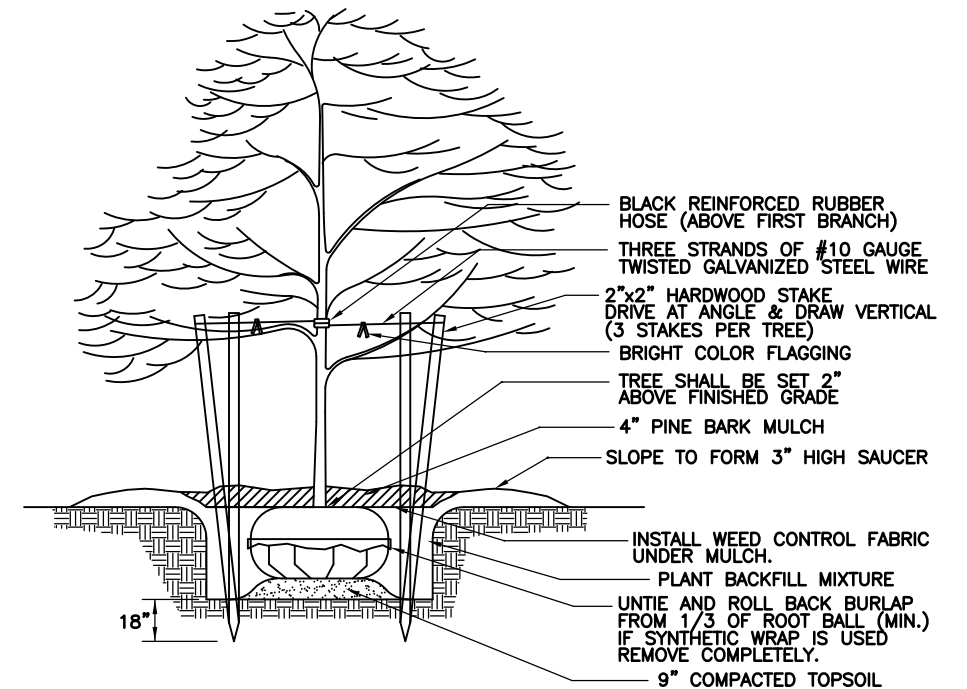 BLACK REINFORCED RUBBER
HOSE (ABOVE FIRST BRANCH)
THREE STRANDS OF #10 GAUGE
TWISTED GALVANIZED STEEL WIRE
2"x2" HARDWOOD STAKE
DRIVE AT ANGLE & DRAW VERTICAL
(3 STAKES PER TREE)
BRIGHT COLOR FLAGGING
TREE SHALL BE SET 2"
ABOVE FINISHED GRADE
4" PINE BARK MULCH
SLOPE TO FORM 3" HIGH SAUCER
INSTALL WEED CONTROL FABRIC
UNDER MULCH.
PLANT BACKFILL MIXTURE
UNTIE AND ROLL BACK BURLAP
FROM 1/3 OF ROOT BALL (MIN.)
IF SYNTHETIC WRAP IS USED
REMOVE COMPLETELY.
9" COMPACTED TOPSOIL
18"